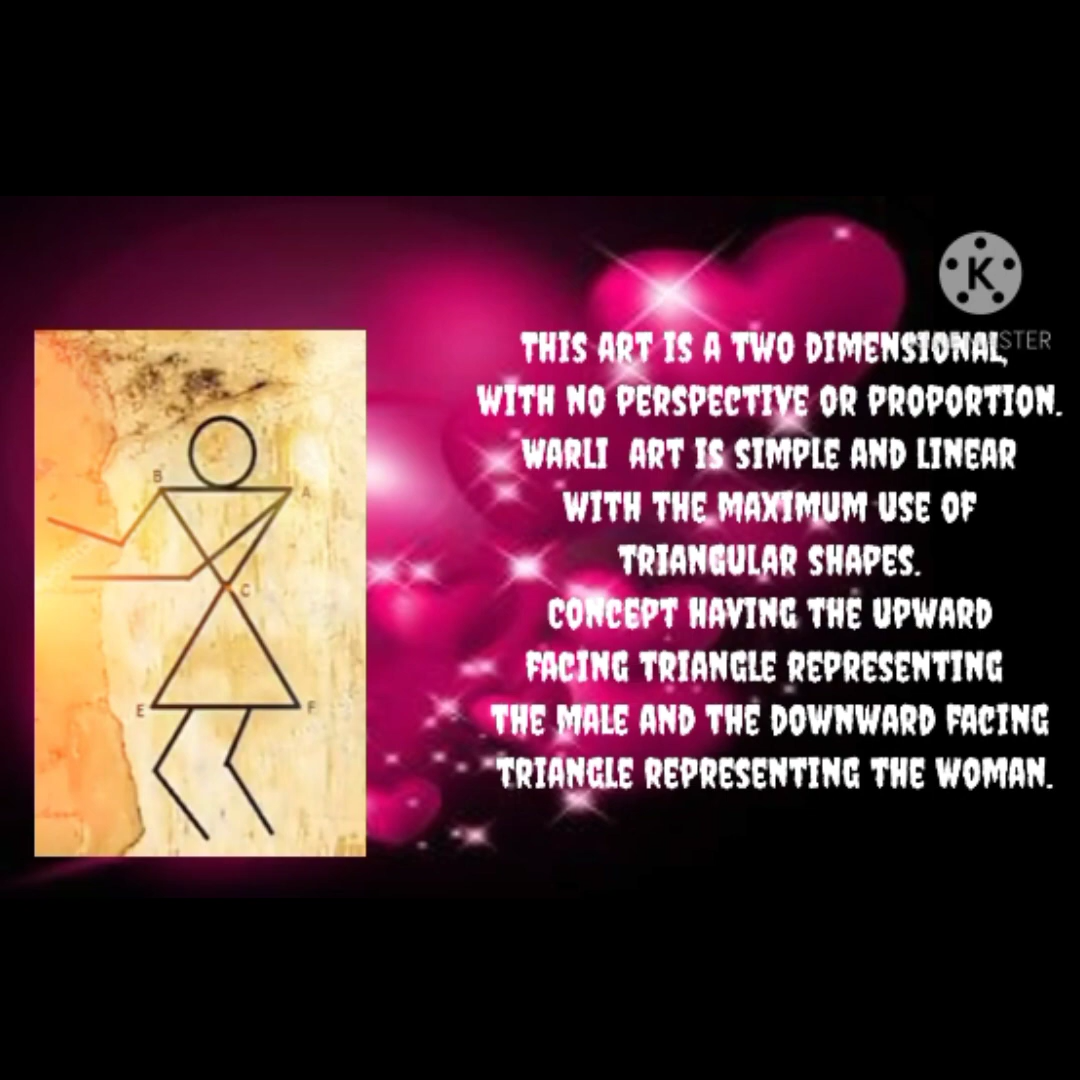 K
THIS ART IS A TWO DIMENSIONAL,
WITH NO PERSPECTIVE OR PROPORTION.
WARLI ART IS SIMPLE AND LINEAR
WITH THE MAXIMUM USE OF
TRIANGULAR SHAPES.
CONCEPT HAVING THE UPWARD
FACING TRIANGLE REPRESENTING
THE MALE AND THE DOWNWARD FACING
TRIANGLE REPRESENTING THE WOMAN.
B A
C
E F